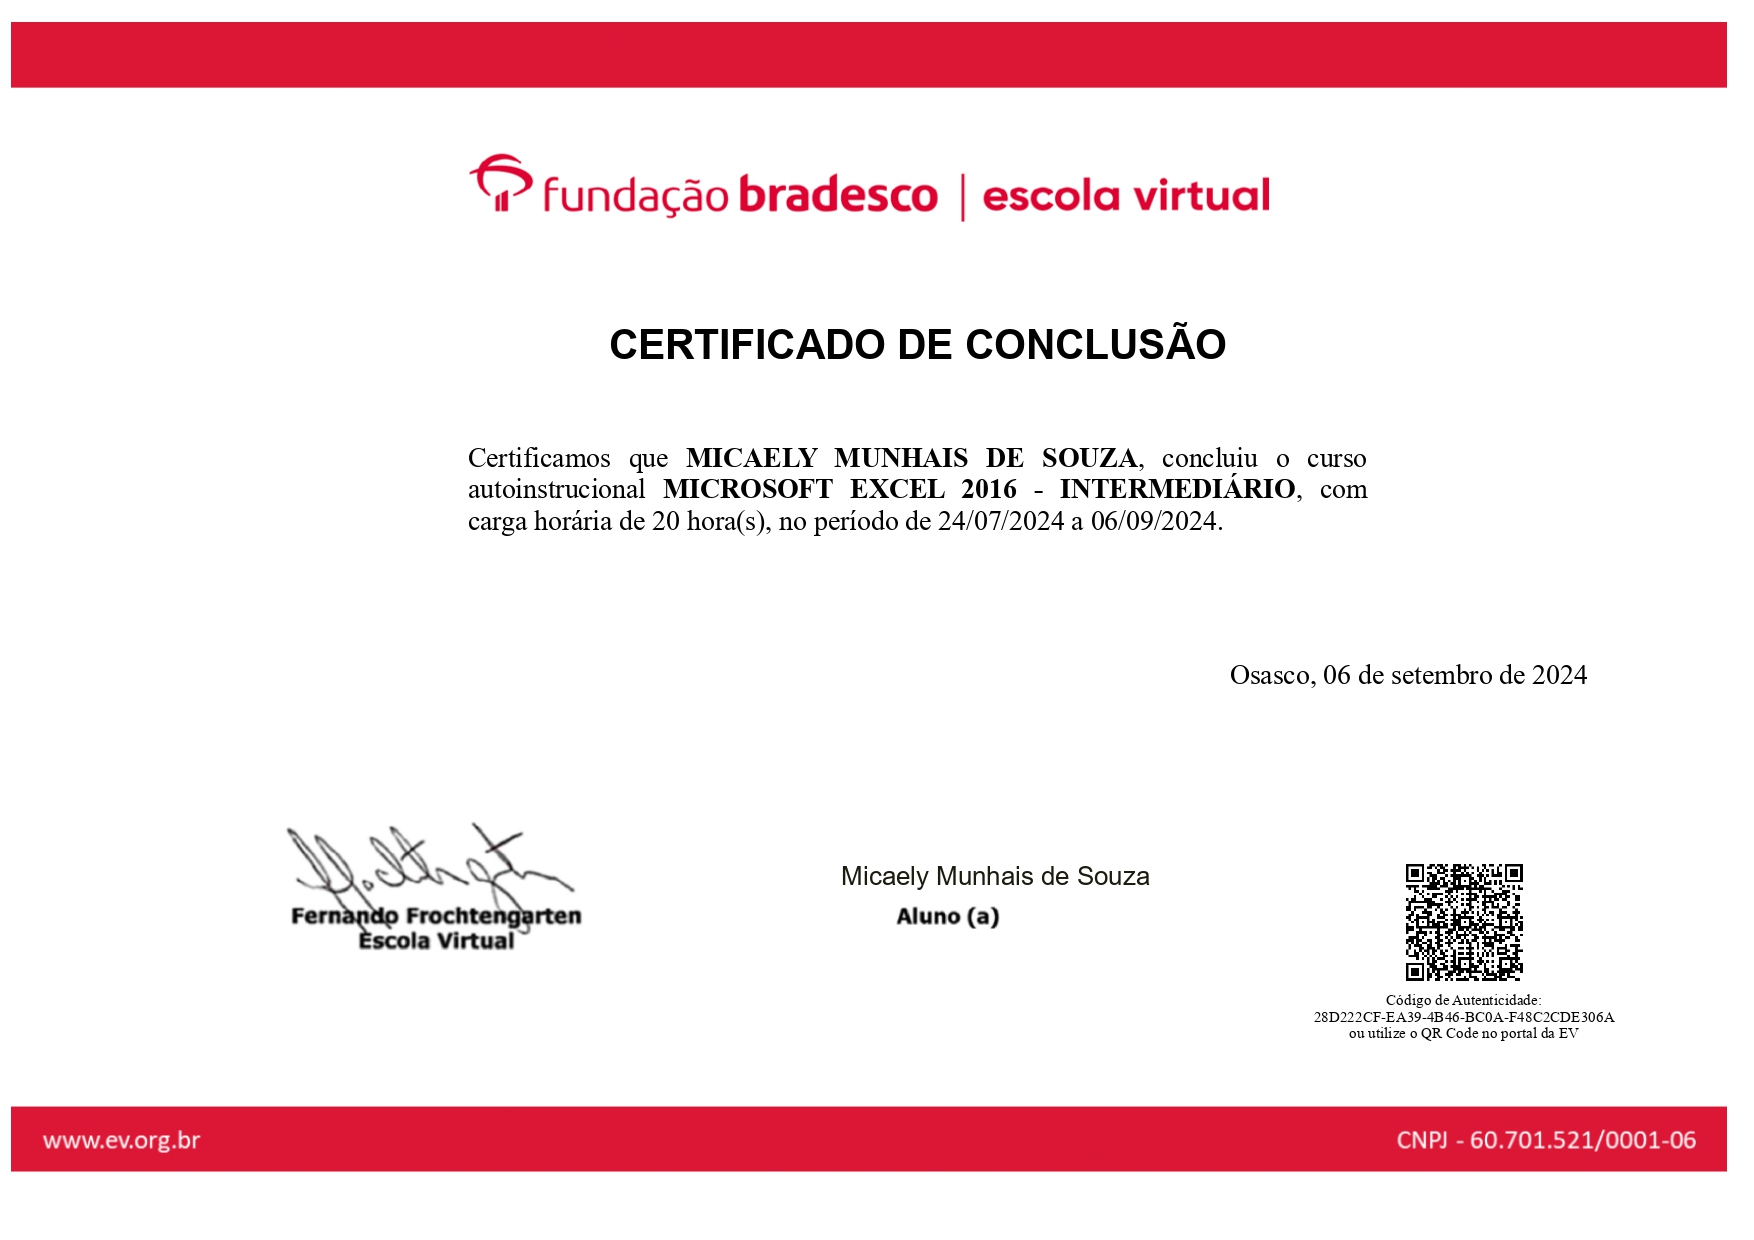 fundação bradesco | escola virtual
CERTIFICADO DE CONCLUSÃO
Certificamos que MICAELY MUNHAIS DE SOUZA, concluiu o curso
autoinstrucional MICROSOFT EXCEL 2016 - INTERMEDIÁRIO, com
carga horária de 20 hora(s), no período de 24/07/2024 a 06/09/2024.
Osasco, 06 de setembro de 2024
Fernando Frochtengarten
Escola Virtual
Micaely Munhais de Souza
Aluno (a)
Código de Autenticidade:
28D222CF-EA39-4B46-BC0A-F48C2CDE306A
ou utilize o QR Code no portal da EV
www.ev.org.br
CNPJ - 60.701.521/0001-06